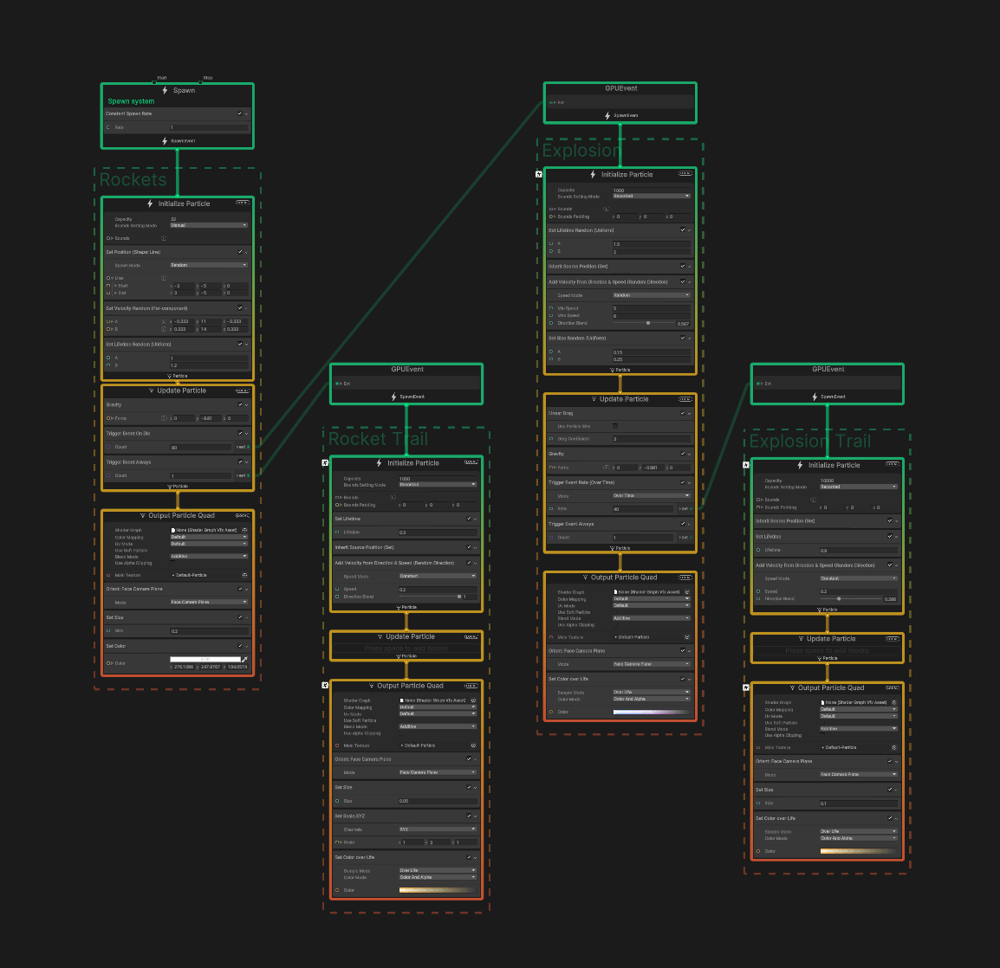 Start Stop
Spawn
Spawn system
Constant Spawn Rate
Rate 1
SpawnEvent
Rockets
Initialize Particle
LOCAL
Capacity 32
Bounds Setting Mode Manual
Bounds L
Set Position (Shape: Line)
Spawn Mode Random
Line L
Start x -3 y -5 z 0
End x 3 y -5 z 0
Set Velocity Random (Per-component)
A L x -0.333 y 11 z -0.333
B L x 0.333 y 14 z 0.333
Set Lifetime Random (Uniform)
A 1
B 1.2
Particle
Update Particle
LOCAL
Gravity
Force L x 0 y -9.81 z 0
Trigger Event On Die
Count 80 Evt
Trigger Event Always
Count 1 Evt
Particle
Output Particle Quad
LOCAL
Shader Graph None (Shader Graph Vfx Asset)
Color Mapping Default
Uv Mode Default
Use Soft Particle
Blend Mode Additive
Use Alpha Clipping
Main Texture Default-Particle
Orient: Face Camera Plane
Mode Face Camera Plane
Set Size
Size 0.2
Set Color
Color HDR
x 276.1086 y 247.9767 z 194.0574
GPUEvent
Evt
SpawnEvent
Rocket Trail
Initialize Particle
LOCAL
Capacity 1000
Bounds Setting Mode Recorded
Bounds L
Bounds Padding x 0 y 0 z 0
Set Lifetime
Lifetime 0.3
Inherit Source Position (Set)
Add Velocity from Direction & Speed (Random Direction)
Speed Mode Constant
Speed 0.2
Direction Blend 1
Particle
Update Particle
LOCAL
Press space to add blocks
Particle
Output Particle Quad
LOCAL
Shader Graph None (Shader Graph Vfx Asset)
Color Mapping Default
Uv Mode Default
Use Soft Particle
Blend Mode Additive
Use Alpha Clipping
Main Texture Default-Particle
Orient: Face Camera Plane
Mode Face Camera Plane
Set Size
Size 0.05
Set Scale.XYZ
Channels XYZ
Scale x 1 y 3 z 1
Set Color over Life
Sample Mode Over Life
Color Mode Color And Alpha
Color
GPUEvent
Evt
SpawnEvent
Explosion
Initialize Particle
LOCAL
Capacity 1000
Bounds Setting Mode Recorded
Bounds L
Bounds Padding x 0 y 0 z 0
Set Lifetime Random (Uniform)
A 1.5
B 2
Inherit Source Position (Set)
Add Velocity from Direction & Speed (Random Direction)
Speed Mode Random
Min Speed 5
Max Speed 6
Direction Blend 0.567
Set Size Random (Uniform)
A 0.15
B 0.25
Particle
Update Particle
LOCAL
Linear Drag
Use Particle Size
Drag Coefficient 3
Gravity
Force L x 0 y -0.981 z 0
Trigger Event Rate (Over Time)
Mode Over Time
Rate 40 Evt
Trigger Event Always
Count 1 Evt
Particle
Output Particle Quad
LOCAL
Shader Graph None (Shader Graph Vfx Asset)
Color Mapping Default
Uv Mode Default
Use Soft Particle
Blend Mode Additive
Use Alpha Clipping
Main Texture Default-Particle
Orient: Face Camera Plane
Mode Face Camera Plane
Set Color over Life
Sample Mode Over Life
Color Mode Color And Alpha
Color
GPUEvent
Evt
SpawnEvent
Explosion Trail
Initialize Particle
LOCAL
Capacity 10000
Bounds Setting Mode Recorded
Bounds L
Bounds Padding x 0 y 0 z 0
Inherit Source Position (Set)
Set Lifetime
Lifetime 0.9
Add Velocity from Direction & Speed (Random Direction)
Speed Mode Constant
Speed 0.2
Direction Blend 0.286
Particle
Update Particle
LOCAL
Press space to add blocks
Particle
Output Particle Quad
LOCAL
Shader Graph None (Shader Graph Vfx Asset)
Color Mapping Default
Uv Mode Default
Use Soft Particle
Blend Mode Additive
Use Alpha Clipping
Main Texture Default-Particle
Orient: Face Camera Plane
Mode Face Camera Plane
Set Size
Size 0.1
Set Color over Life
Sample Mode Over Life
Color Mode Color And Alpha
Color